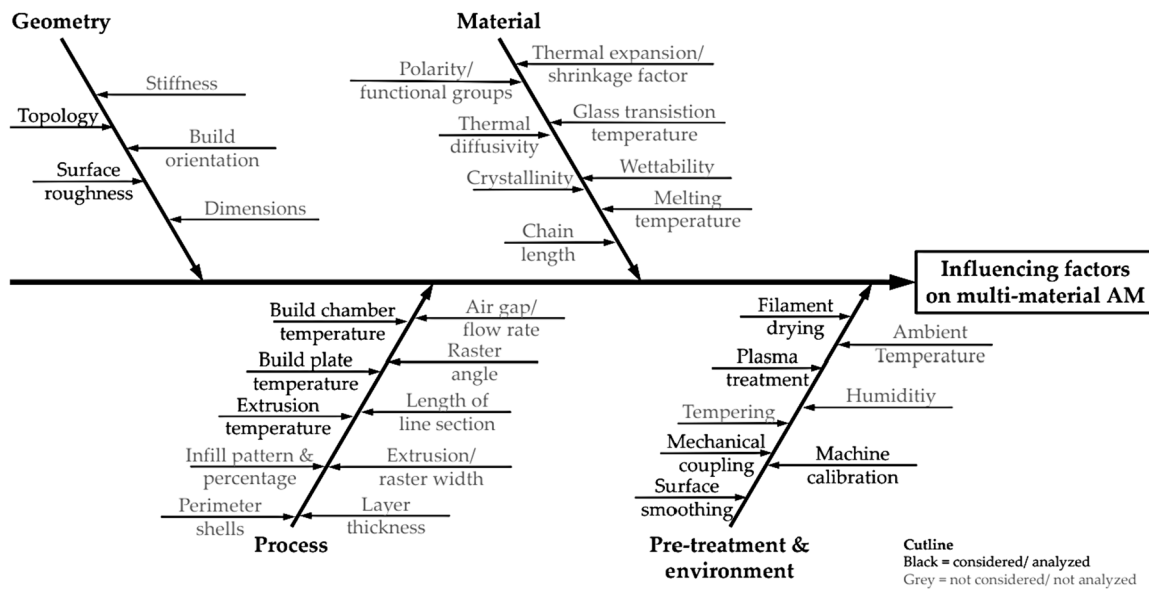 Geometry
Stiffness
Topology
Build
orientation
Surface
roughness
Dimensions
Material
Thermal expansion/
shrinkage factor
Polarity/
functional groups
Glass transistion
temperature
Thermal
diffusivity
Wettability
Crystallinity
Melting
temperature
Chain
length
Influencing factors
on multi-material AM
Build chamber
temperature
Air gap/
flow rate
Build plate
temperature
Raster
angle
Extrusion
temperature
Length of
line section
Infill pattern &
percentage
Extrusion/
raster width
Perimeter
shells
Layer
thickness
Process
Filament
drying
Ambient
Temperature
Plasma
treatment
Humiditiy
Tempering
Mechanical
coupling
Machine
calibration
Surface
smoothing
Pre-treatment &
environment
Cutline
Black = considered/ analyzed
Grey = not considered/ not analyzed